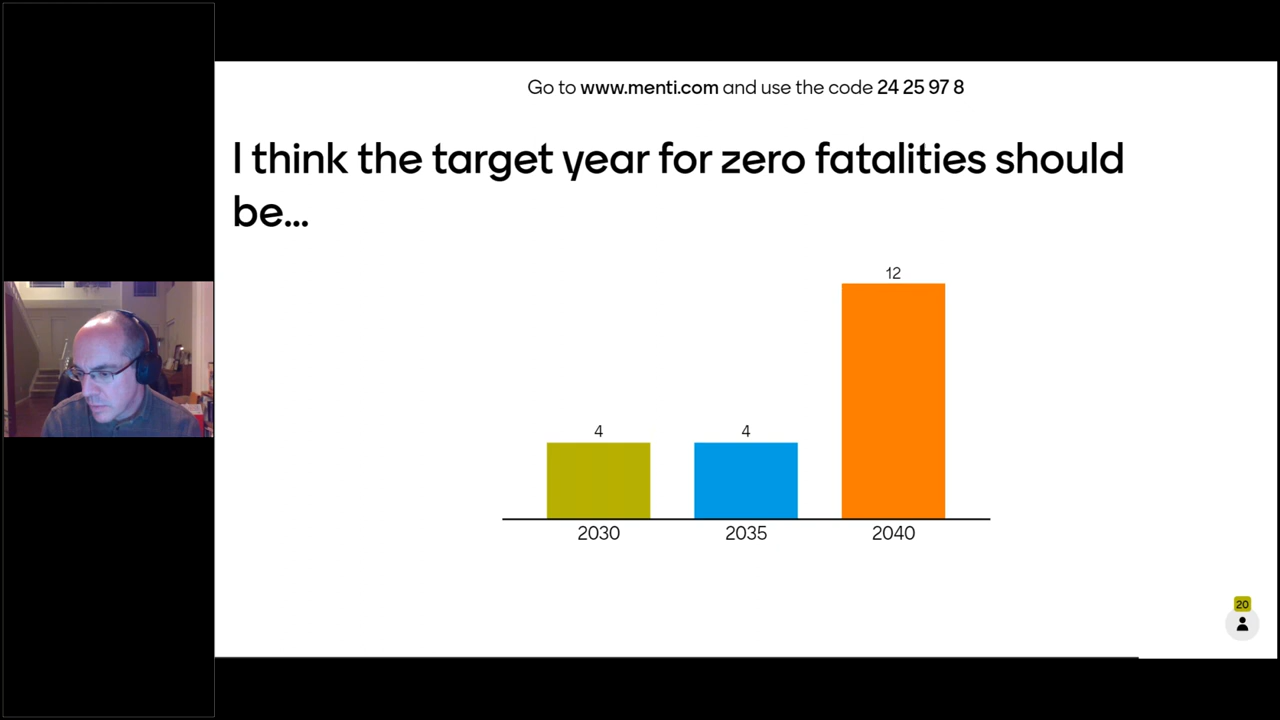 Go to www.menti.com and use the code 24 25 97 8
I think the target year for zero fatalities should
be...
12
4
4
2030
2035
2040
20